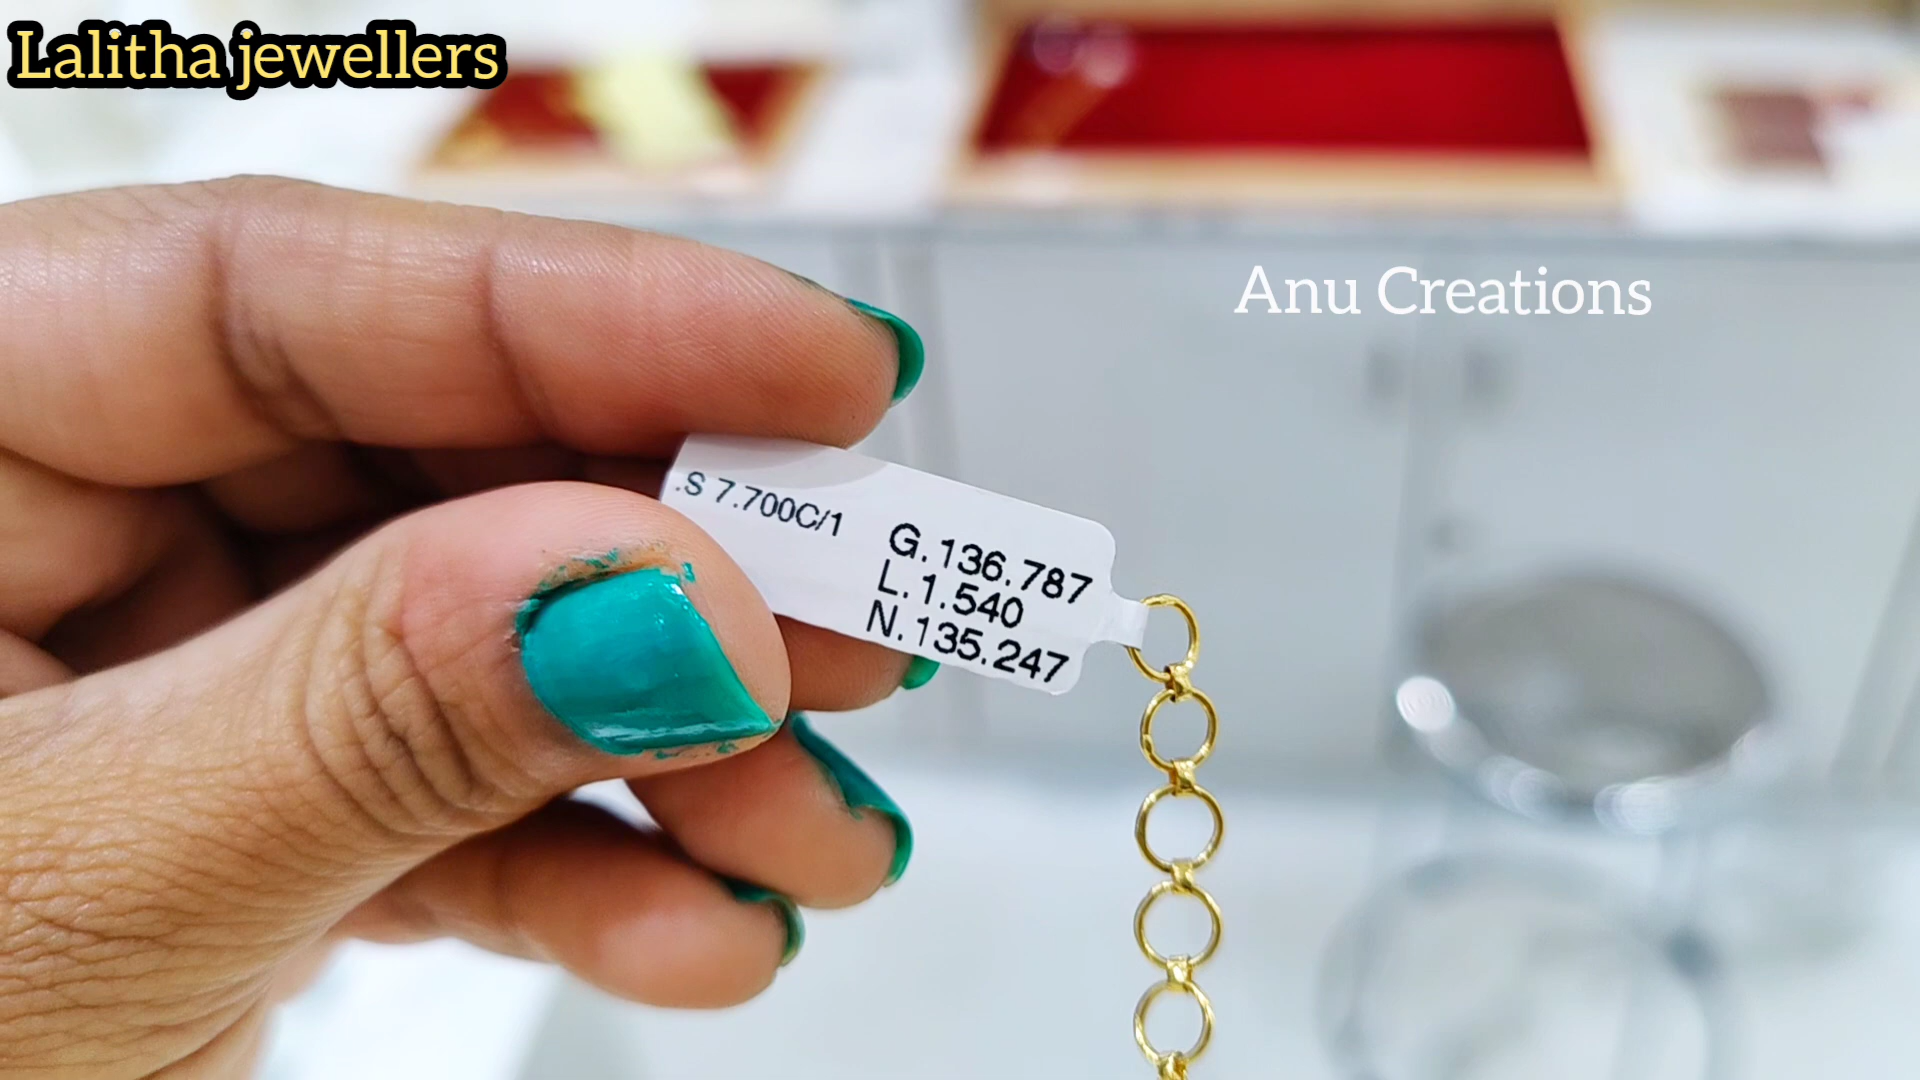 Lalitha jewellers
Anu Creations
.S 7.700C/1
G. 136.787
L. 1.540
N. 135.247